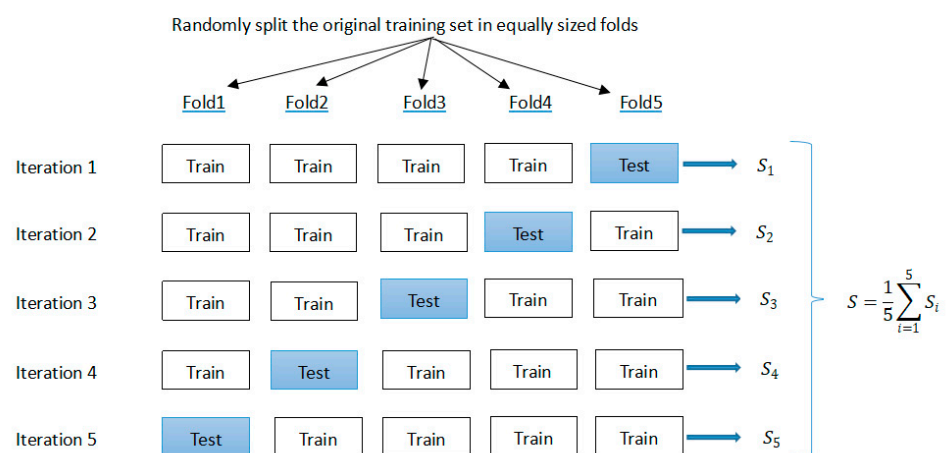 Randomly split the original training set in equally sized folds
Fold1 Fold2 Fold3 Fold4 Fold5
Iteration 1 Train Train Train Train Test S₁
Iteration 2 Train Train Train Test Train S₂
Iteration 3 Train Train Test Train Train S₃
S = 1/5 ∑ᵢ₌₁⁵ Sᵢ
Iteration 4 Train Test Train Train Train S₄
Iteration 5 Test Train Train Train Train S₅